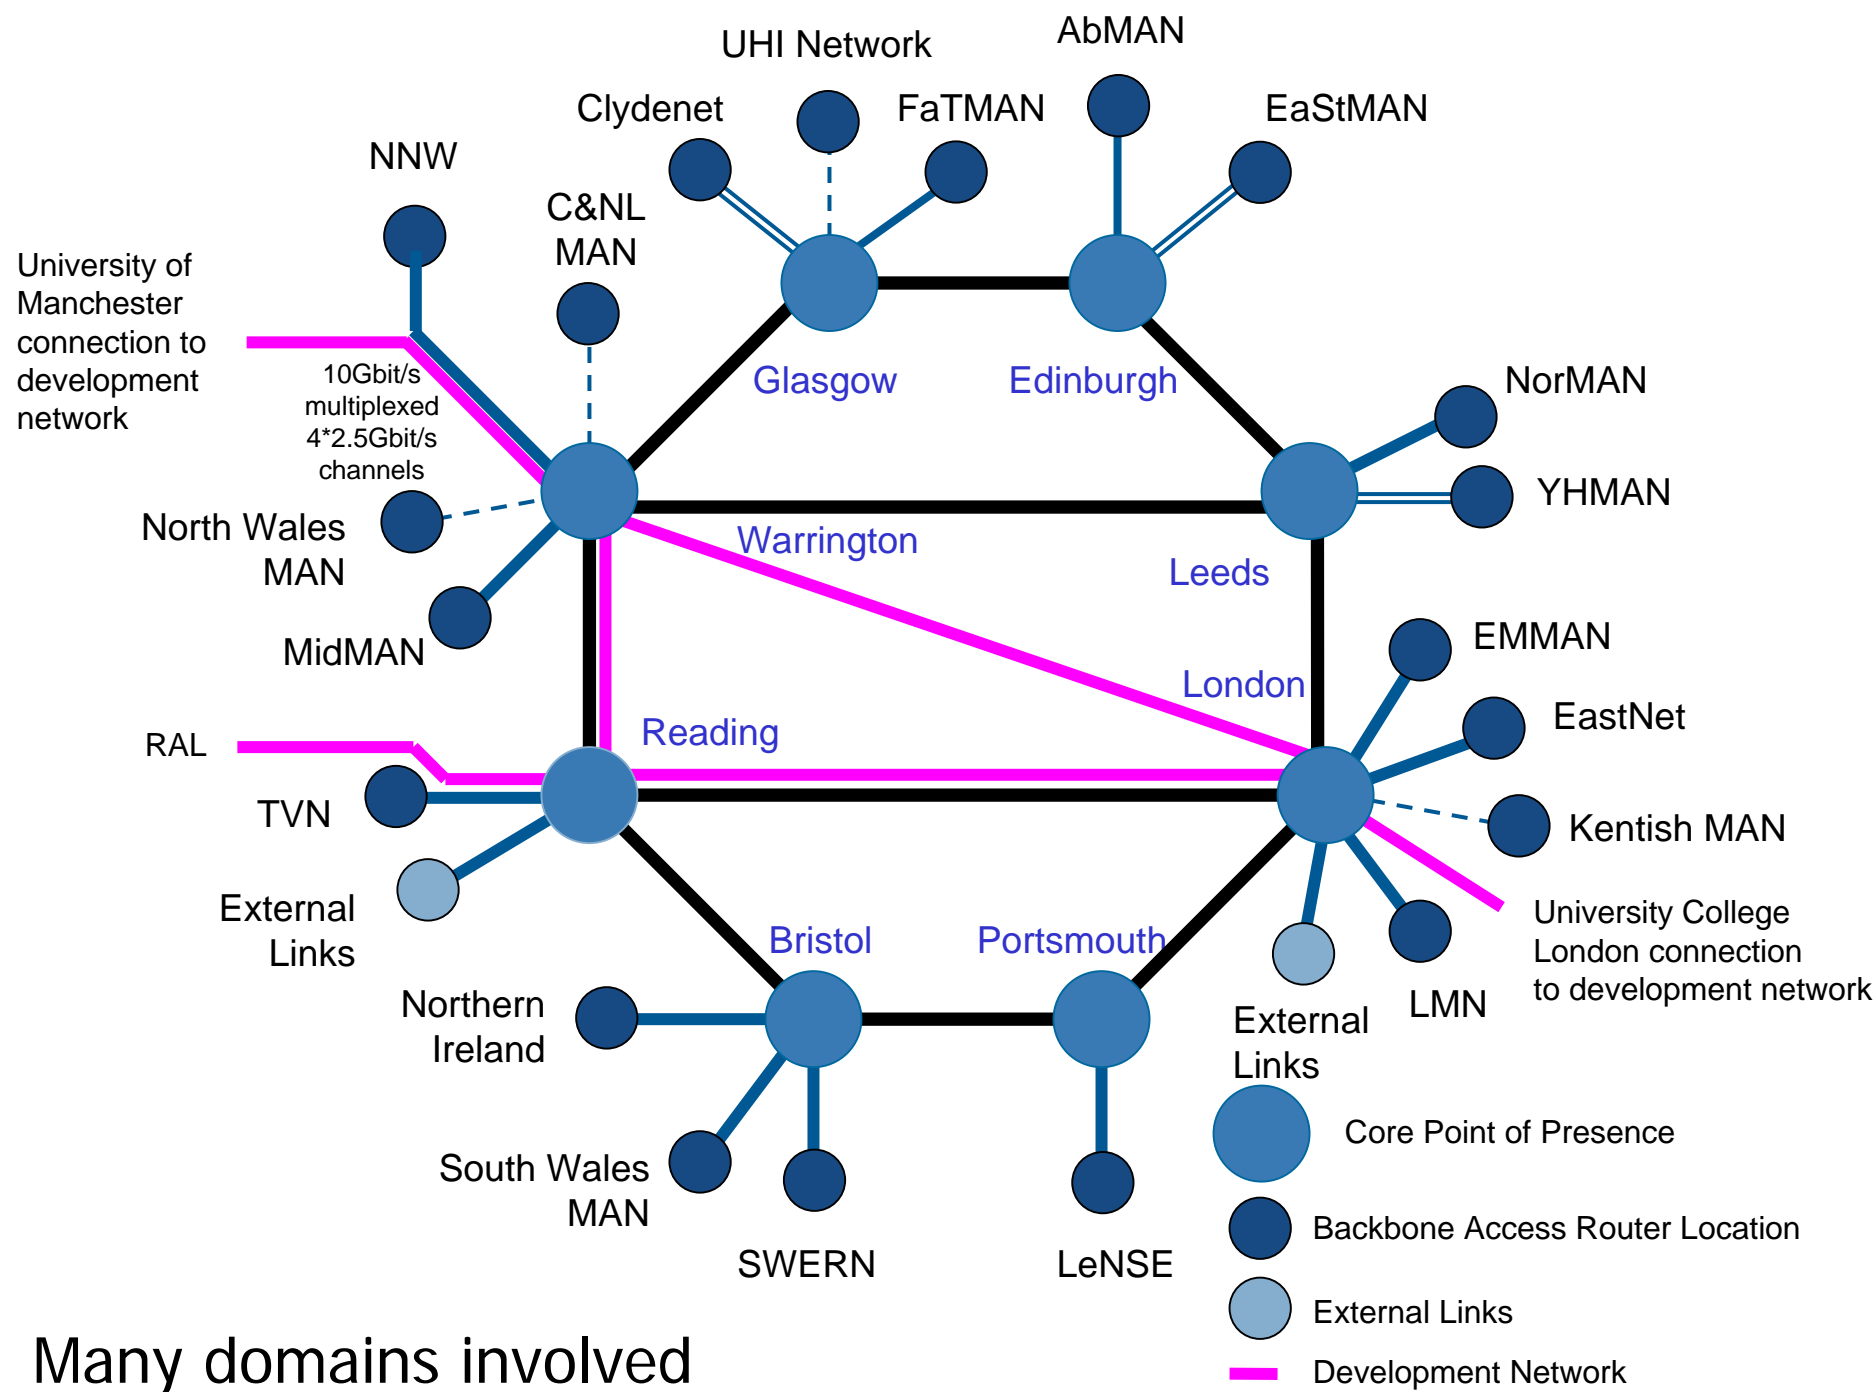 AbMAN
UHI Network
Clydenet
FaTMAN
EaStMAN
NNW
C&NL
MAN
University of
Manchester
connection to
development
network
10Gbit/s
multiplexed
4*2.5Gbit/s
channels
Glasgow
Edinburgh
NorMAN
YHMAN
North Wales
MAN
Warrington
Leeds
MidMAN
EMMAN
London
EastNet
Reading
RAL
TVN
Kentish MAN
External
Links
Bristol
Portsmouth
University College
London connection
to development network
Northern
Ireland
LMN
External
Links
Core Point of Presence
South Wales
MAN
SWERN
LeNSE
Backbone Access Router Location
External Links
Many domains involved
Development Network